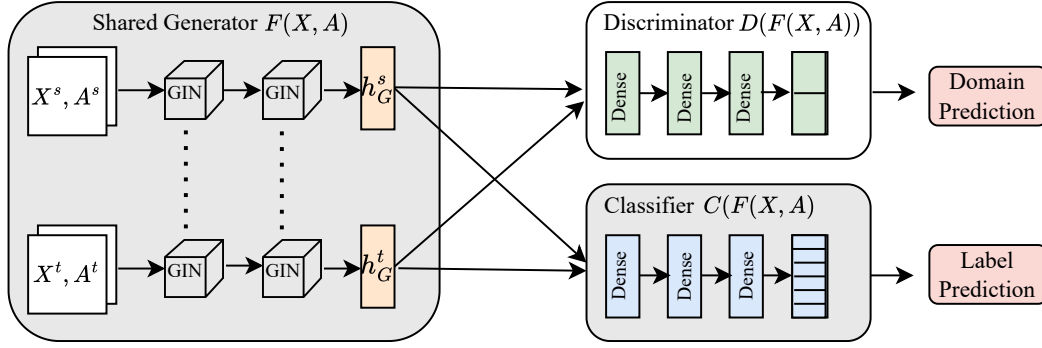 Shared Generator F(X, A)
X^s, A^s
GIN
GIN
h_G^s
X^t, A^t
GIN
GIN
h_G^t
Discriminator D(F(X, A))
Dense
Dense
Dense
Domain
Prediction
Classifier C(F(X, A)
Dense
Dense
Dense
Label
Prediction